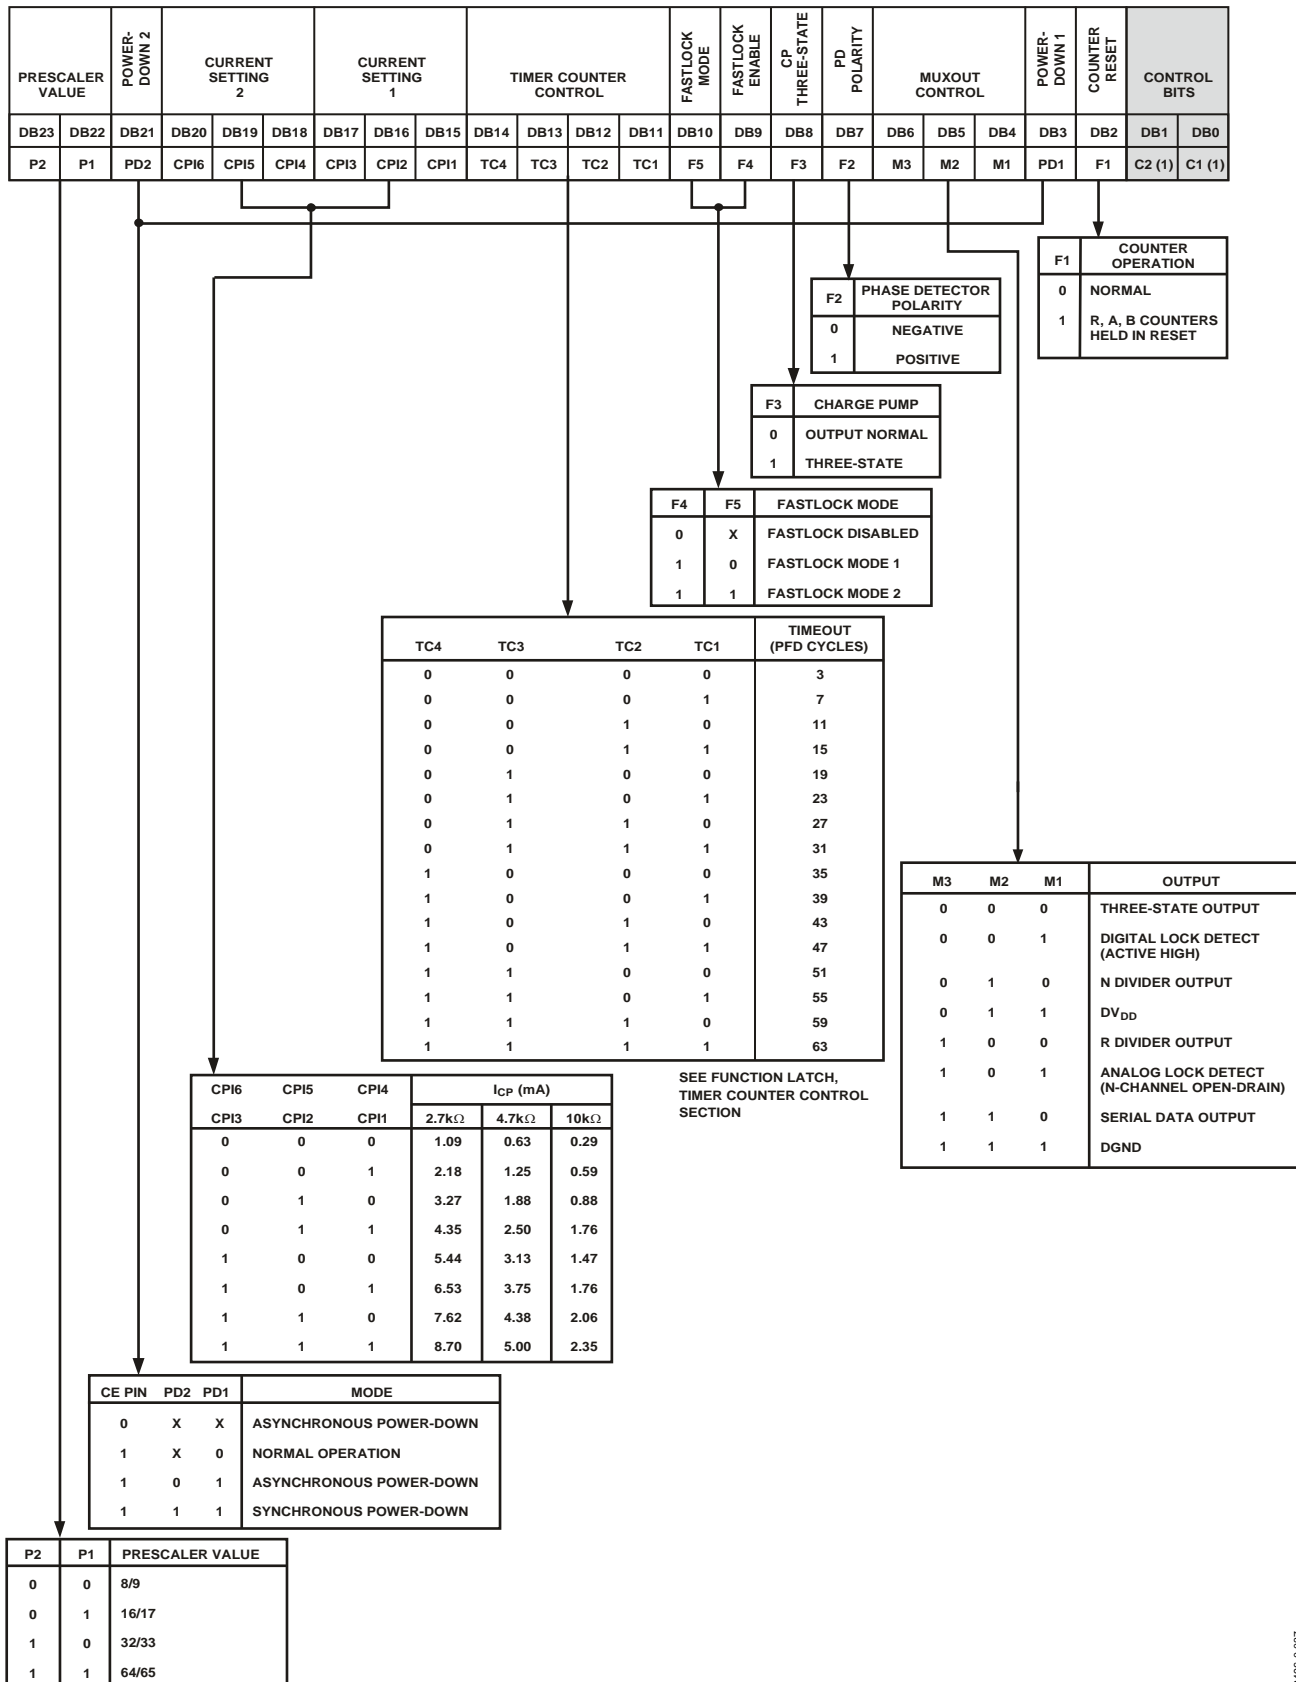 PRESCALER VALUE
POWER-DOWN 2
CURRENT SETTING 2
CURRENT SETTING 1
TIMER COUNTER CONTROL
FASTLOCK MODE
FASTLOCK ENABLE
CP THREE-STATE
PD POLARITY
MUXOUT CONTROL
POWER-DOWN 1
COUNTER RESET
CONTROL BITS
DB23 DB22 DB21 DB20 DB19 DB18 DB17 DB16 DB15 DB14 DB13 DB12 DB11 DB10 DB9 DB8 DB7 DB6 DB5 DB4 DB3 DB2 DB1 DB0
P2 P1 PD2 CPI6 CPI5 CPI4 CPI3 CPI2 CPI1 TC4 TC3 TC2 TC1 F5 F4 F3 F2 M3 M2 M1 PD1 F1 C2 (1) C1 (1)
F1 COUNTER OPERATION
0 NORMAL
1 R, A, B COUNTERS
HELD IN RESET
F2 PHASE DETECTOR POLARITY
0 NEGATIVE
1 POSITIVE
F3 CHARGE PUMP
0 OUTPUT NORMAL
1 THREE-STATE
F4 F5 FASTLOCK MODE
0 X FASTLOCK DISABLED
1 0 FASTLOCK MODE 1
1 1 FASTLOCK MODE 2
TC4 TC3 TC2 TC1 TIMEOUT (PFD CYCLES)
0 0 0 0 3
0 0 0 1 7
0 0 1 0 11
0 0 1 1 15
0 1 0 0 19
0 1 0 1 23
0 1 1 0 27
0 1 1 1 31
1 0 0 0 35
1 0 0 1 39
1 0 1 0 43
1 0 1 1 47
1 1 0 0 51
1 1 0 1 55
1 1 1 0 59
1 1 1 1 63
SEE FUNCTION LATCH,
TIMER COUNTER CONTROL
SECTION
M3 M2 M1 OUTPUT
0 0 0 THREE-STATE OUTPUT
0 0 1 DIGITAL LOCK DETECT
(ACTIVE HIGH)
0 1 0 N DIVIDER OUTPUT
0 1 1 DVDD
1 0 0 R DIVIDER OUTPUT
1 0 1 ANALOG LOCK DETECT
(N-CHANNEL OPEN-DRAIN)
1 1 0 SERIAL DATA OUTPUT
1 1 1 DGND
CPI6 CPI5 CPI4 ICP (mA)
CPI3 CPI2 CPI1 2.7kΩ 4.7kΩ 10kΩ
0 0 0 1.09 0.63 0.29
0 0 1 2.18 1.25 0.59
0 1 0 3.27 1.88 0.88
0 1 1 4.35 2.50 1.76
1 0 0 5.44 3.13 1.47
1 0 1 6.53 3.75 1.76
1 1 0 7.62 4.38 2.06
1 1 1 8.70 5.00 2.35
CE PIN PD2 PD1 MODE
0 X X ASYNCHRONOUS POWER-DOWN
1 X 0 NORMAL OPERATION
1 0 1 ASYNCHRONOUS POWER-DOWN
1 1 1 SYNCHRONOUS POWER-DOWN
P2 P1 PRESCALER VALUE
0 0 8/9
0 1 16/17
1 0 32/33
1 1 64/65